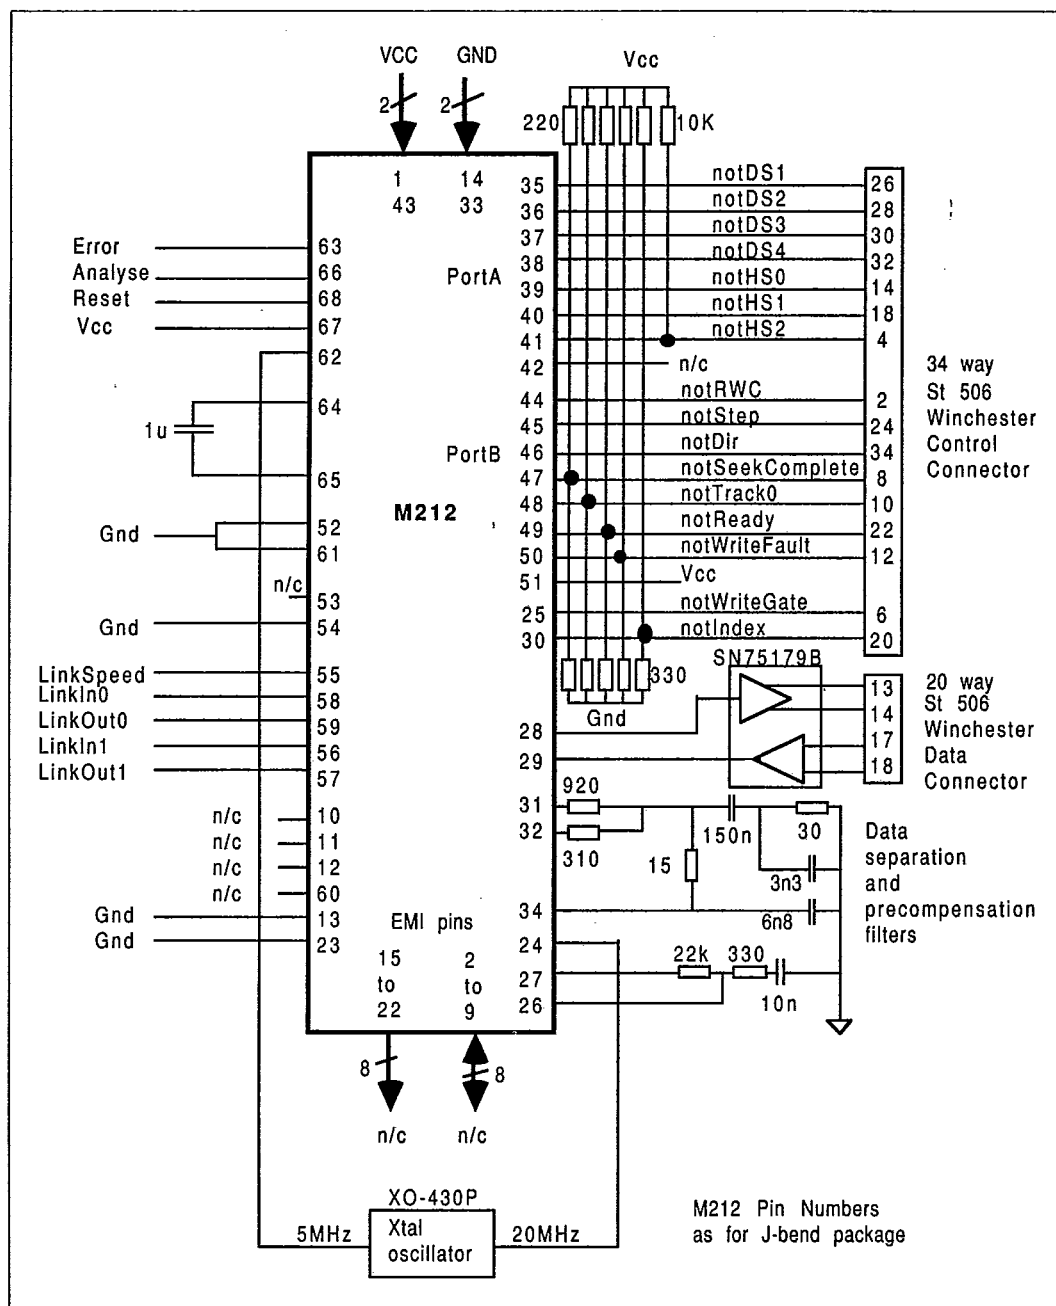 VCC GND
Vcc
2 2
220 10K
1 14
43 33
35 notDS1 26
36 notDS2 28
37 notDS3 30
38 notDS4 32
PortA
39 notHS0 14
40 notHS1 18
41 notHS2 4
42 n/c
44 notRWC 2
45 notStep 24
46 notDir 34
PortB
47 notSeekComplete 8
48 notTrack0 10
49 notReady 22
50 notWriteFault 12
51 Vcc
25 notWriteGate 6
30 notIndex 20
34 way
St 506
Winchester
Control
Connector
Error 63
Analyse 66
Reset 68
Vcc 67
62
64
1u
65
M212
Gnd 52
61
n/c 53
Gnd 54
LinkSpeed 55
LinkIn0 58
LinkOut0 59
LinkIn1 56
LinkOut1 57
n/c 10
n/c 11
n/c 12
n/c 60
Gnd 13
Gnd 23
330
Gnd
SN75179B
28
29
13
14
17
18
20 way
St 506
Winchester
Data
Connector
31 920
32 310
150n 30
15
3n3
34 6n8
Data
separation
and
precompensation
filters
24
27 22k 330
26 10n
EMI pins
15 2
to to
22 9
8 8
n/c n/c
XO-430P
5MHz Xtal 20MHz
oscillator
M212 Pin Numbers
as for J-bend package